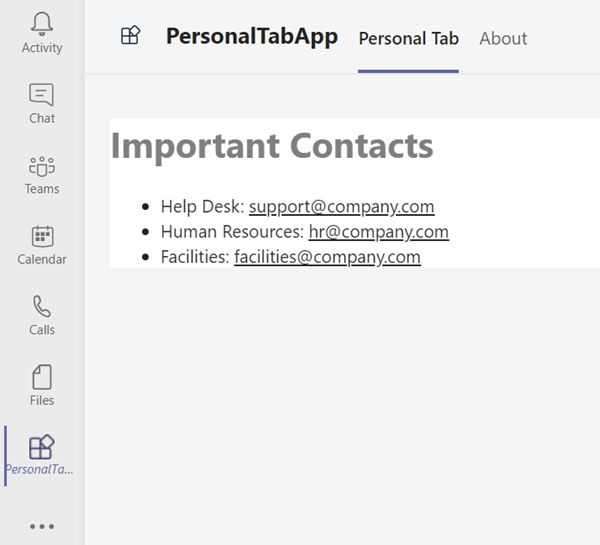 Activity
Chat
Teams
Calendar
Calls
Files
PersonalTa...
PersonalTabApp Personal Tab About
Important Contacts
• Help Desk: support@company.com
• Human Resources: hr@company.com
• Facilities: facilities@company.com